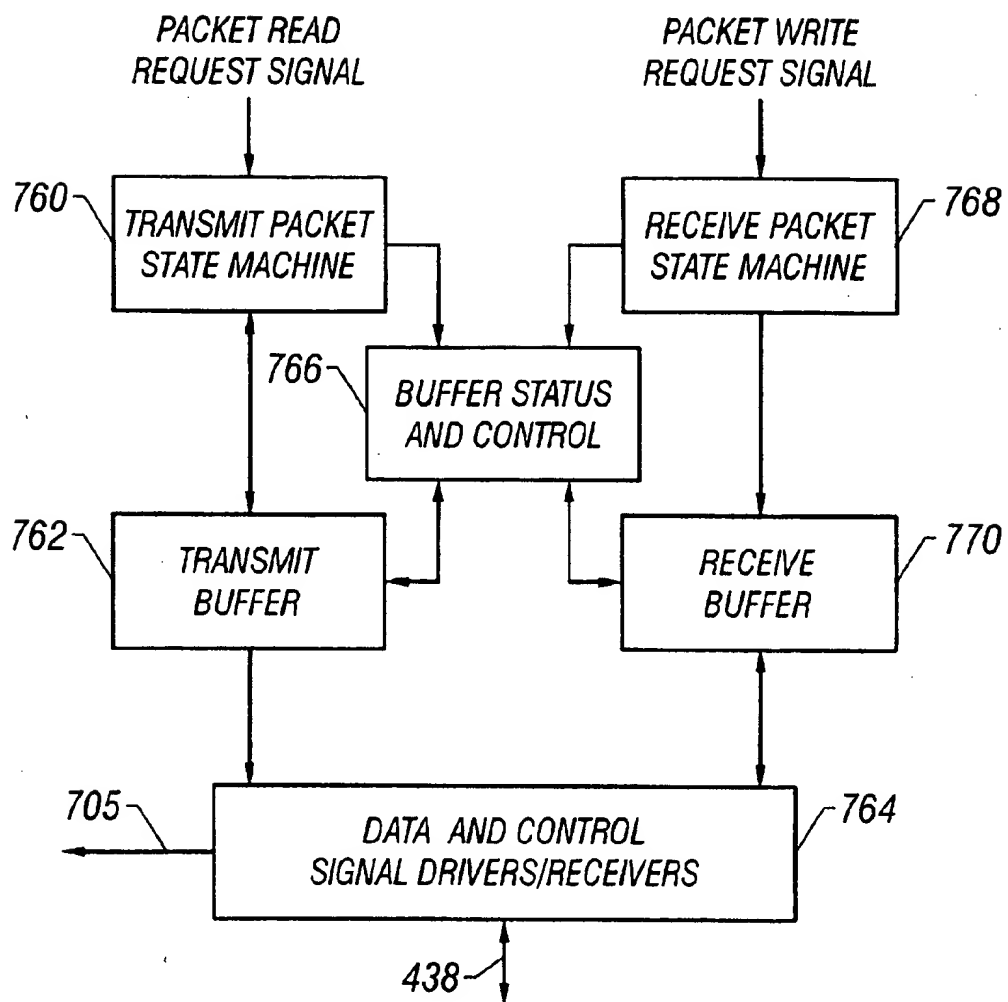 PACKET READ
REQUEST SIGNAL
PACKET WRITE
REQUEST SIGNAL
760
TRANSMIT PACKET
STATE MACHINE
RECEIVE PACKET
STATE MACHINE
768
766
BUFFER STATUS
AND CONTROL
762
TRANSMIT
BUFFER
RECEIVE
BUFFER
770
705
DATA AND CONTROL
SIGNAL DRIVERS/RECEIVERS
764
438